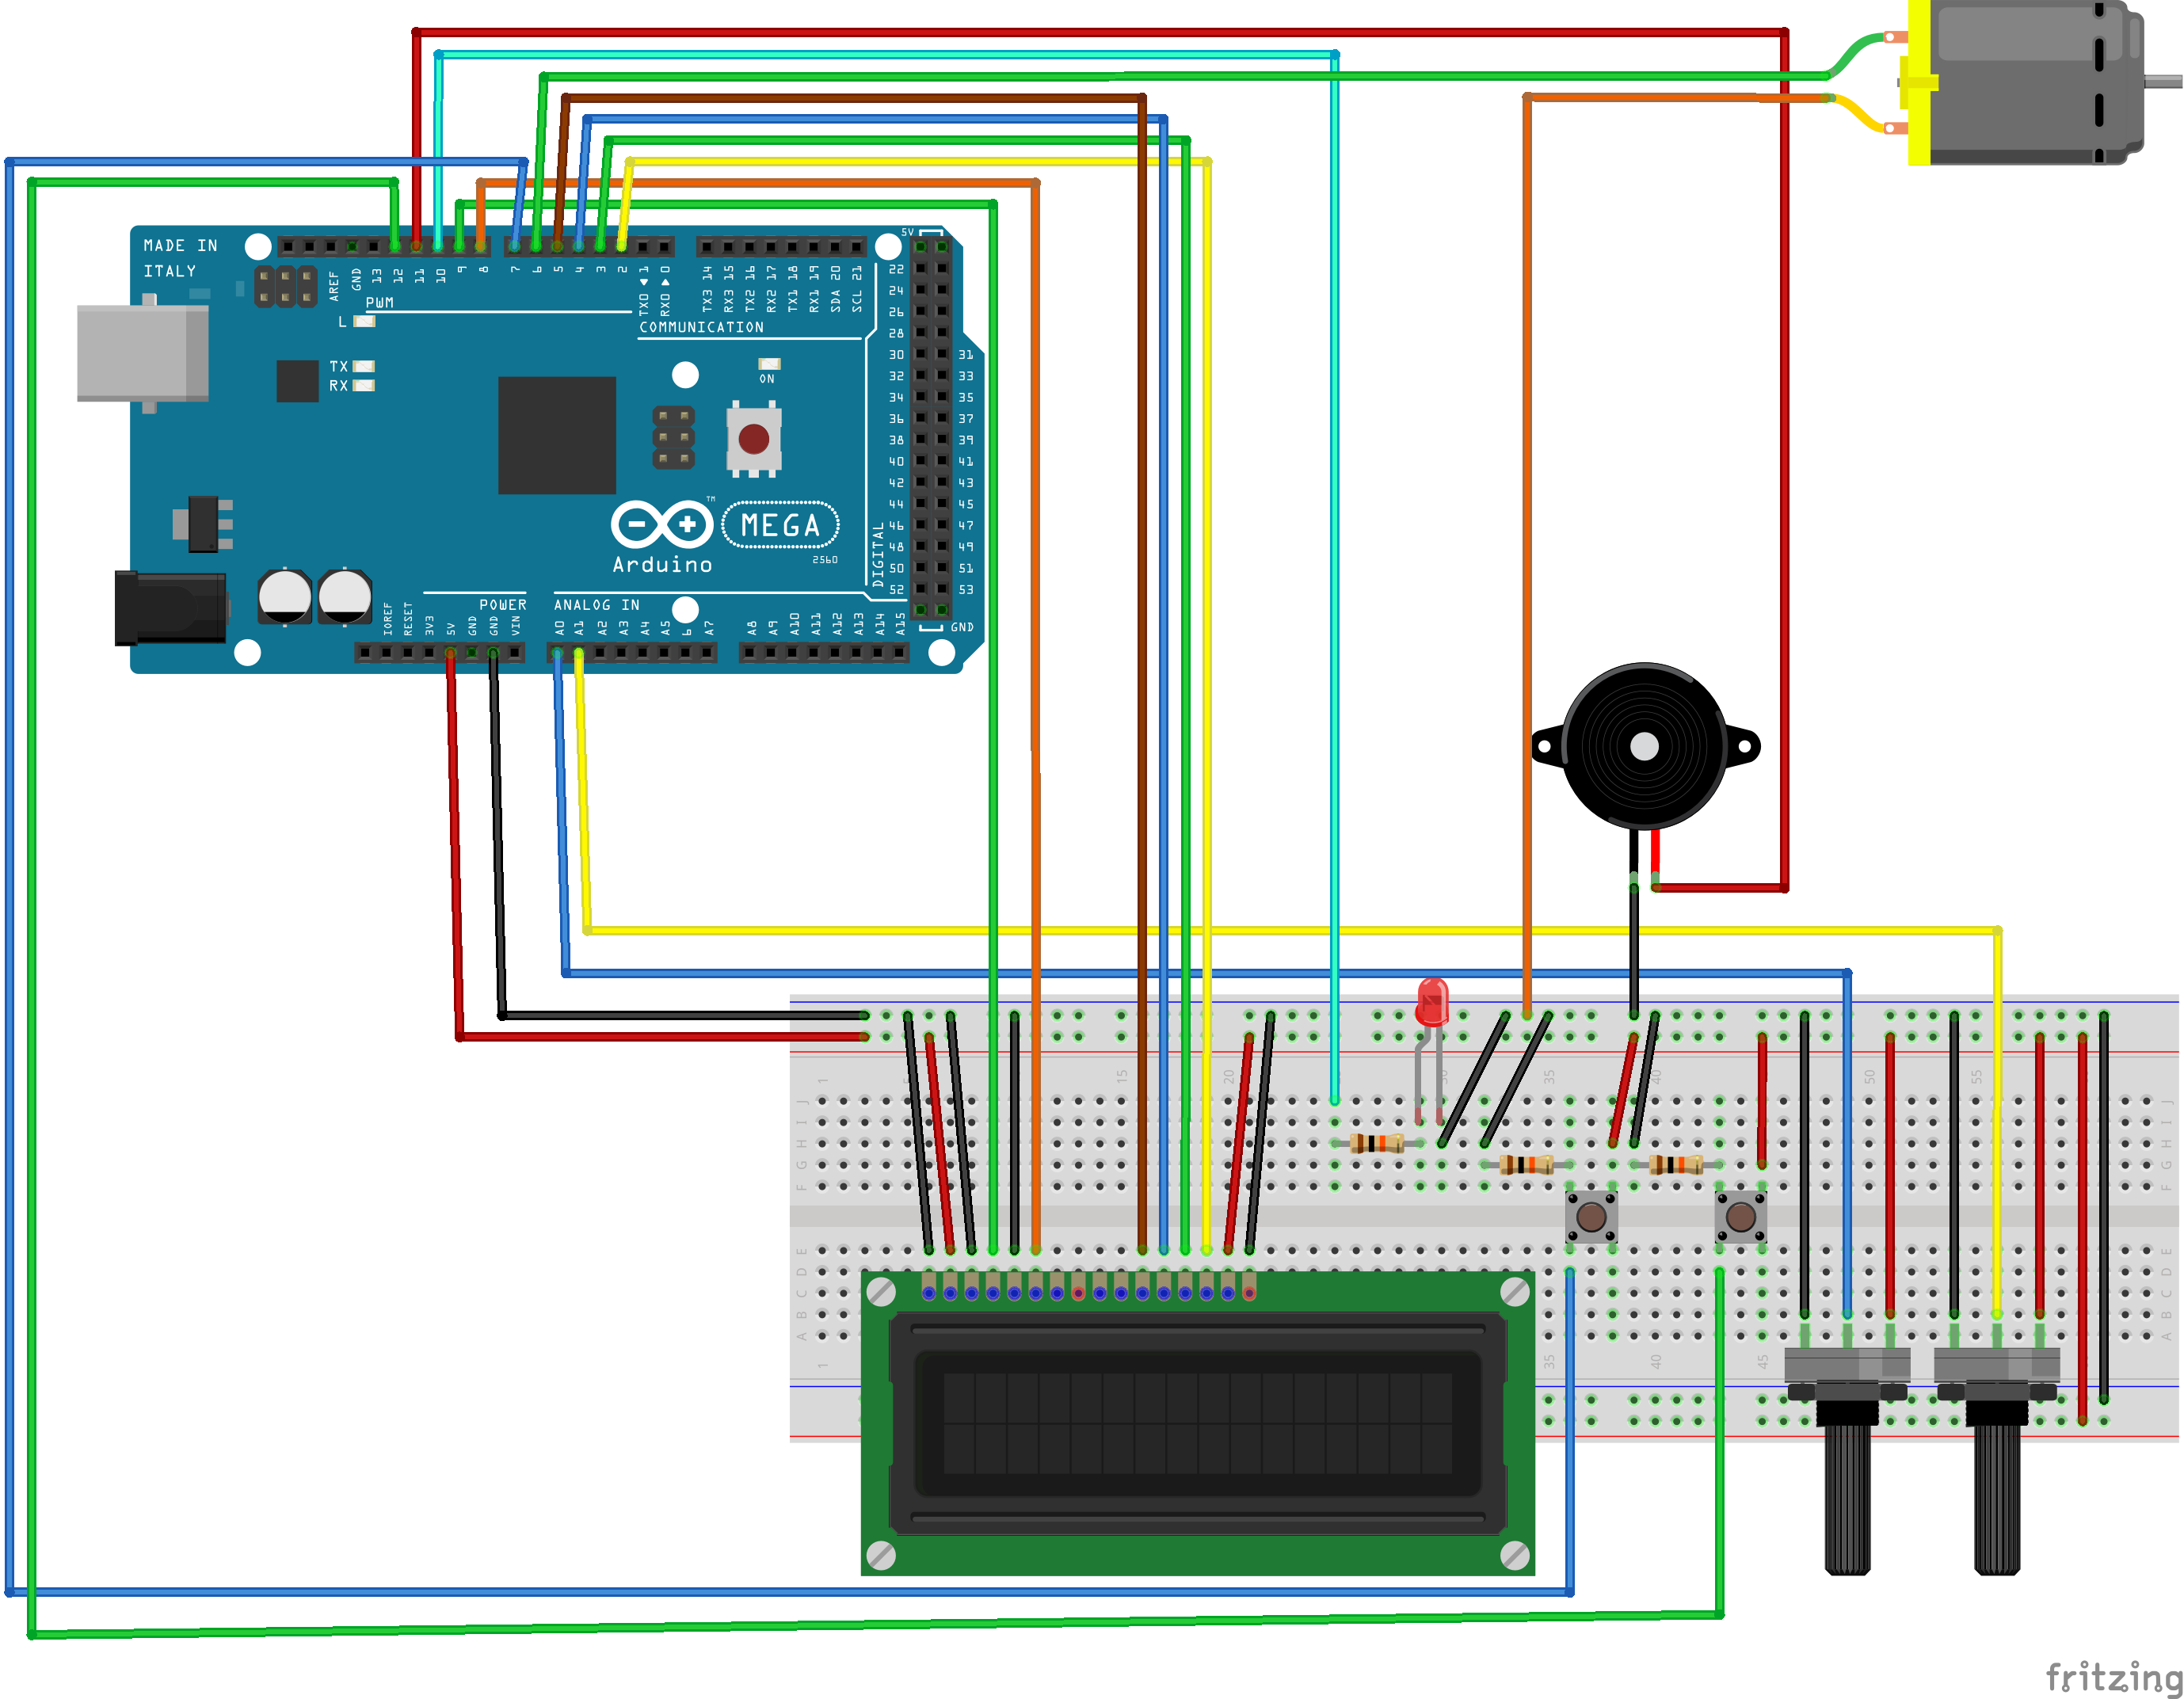 MADE IN
ITALY
AREF
GND
13
12
11
10
9
8
7
6
5
4
3
2
TX0 1
RX0 0
TX3 14
RX3 15
TX2 16
RX2 17
TX1 18
RX1 19
SDA 20
SCL 21
PWM
COMMUNICATION
L
TX
RX
ON
5V
22
24
26
28
30 31
32 33
34 35
36 37
38 39
40 41
42 43
44 45
46 47
48 49
50 51
52 53
GND
DIGITAL
TM
MEGA
Arduino
2560
POWER
ANALOG IN
IOREF
RESET
3V3
5V
GND
GND
VIN
A0
A1
A2
A3
A4
A5
6
A7
A8
A9
A10
A11
A12
A13
A14
A15
1
15
20
35
40
50
55
J
I
H
G
F
E
D
C
B
A
J
I
H
G
F
E
D
C
B
A
1
35
40
45
fritzing